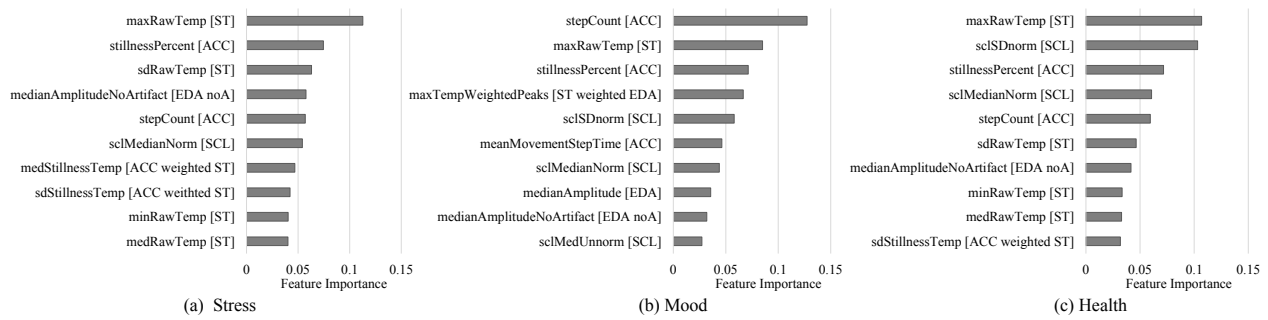 maxRawTemp [ST]
stillnessPercent [ACC]
sdRawTemp [ST]
medianAmplitudeNoArtifact [EDA noA]
stepCount [ACC]
sclMedianNorm [SCL]
medStillnessTemp [ACC weighted ST]
sdStillnessTemp [ACC weithted ST]
minRawTemp [ST]
medRawTemp [ST]
0 0.05 0.1 0.15
Feature Importance
(a) Stress
stepCount [ACC]
maxRawTemp [ST]
stillnessPercent [ACC]
maxTempWeightedPeaks [ST weighted EDA]
sclSDnorm [SCL]
meanMovementStepTime [ACC]
sclMedianNorm [SCL]
medianAmplitude [EDA]
medianAmplitudeNoArtifact [EDA noA]
sclMedUnnorm [SCL]
0 0.05 0.1 0.15
Feature Importance
(b) Mood
maxRawTemp [ST]
sclSDnorm [SCL]
stillnessPercent [ACC]
sclMedianNorm [SCL]
stepCount [ACC]
sdRawTemp [ST]
medianAmplitudeNoArtifact [EDA noA]
minRawTemp [ST]
medRawTemp [ST]
sdStillnessTemp [ACC weighted ST]
0 0.05 0.1 0.15
Feature Importance
(c) Health